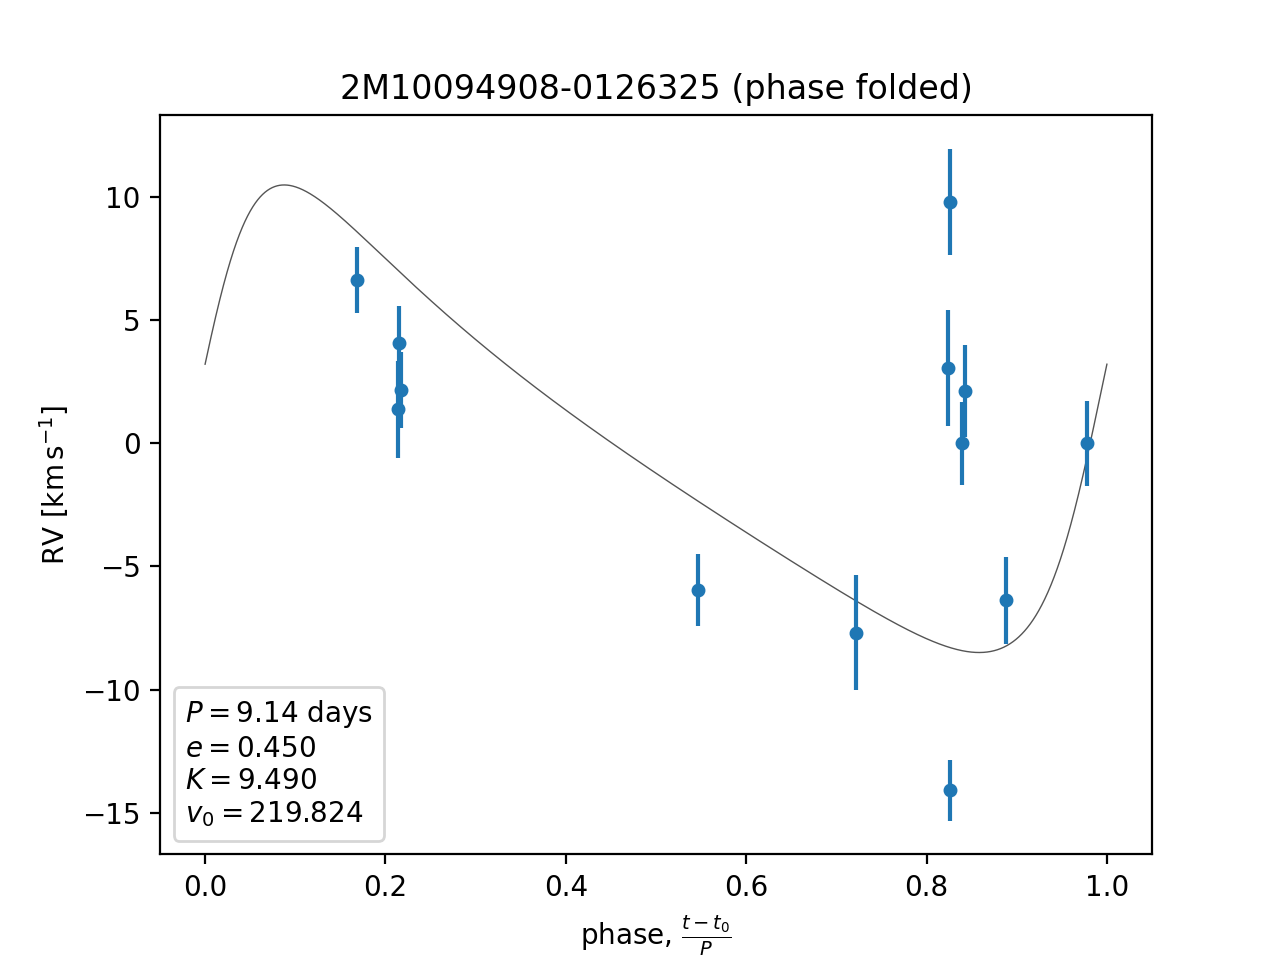 2M10094908-0126325 (phase folded)
RV [km s⁻¹]
10
5
0
−5
−10
−15
P = 9.14 days
e = 0.450
K = 9.490
v₀ = 219.824
0.0 0.2 0.4 0.6 0.8 1.0
phase, (t − t₀)/P